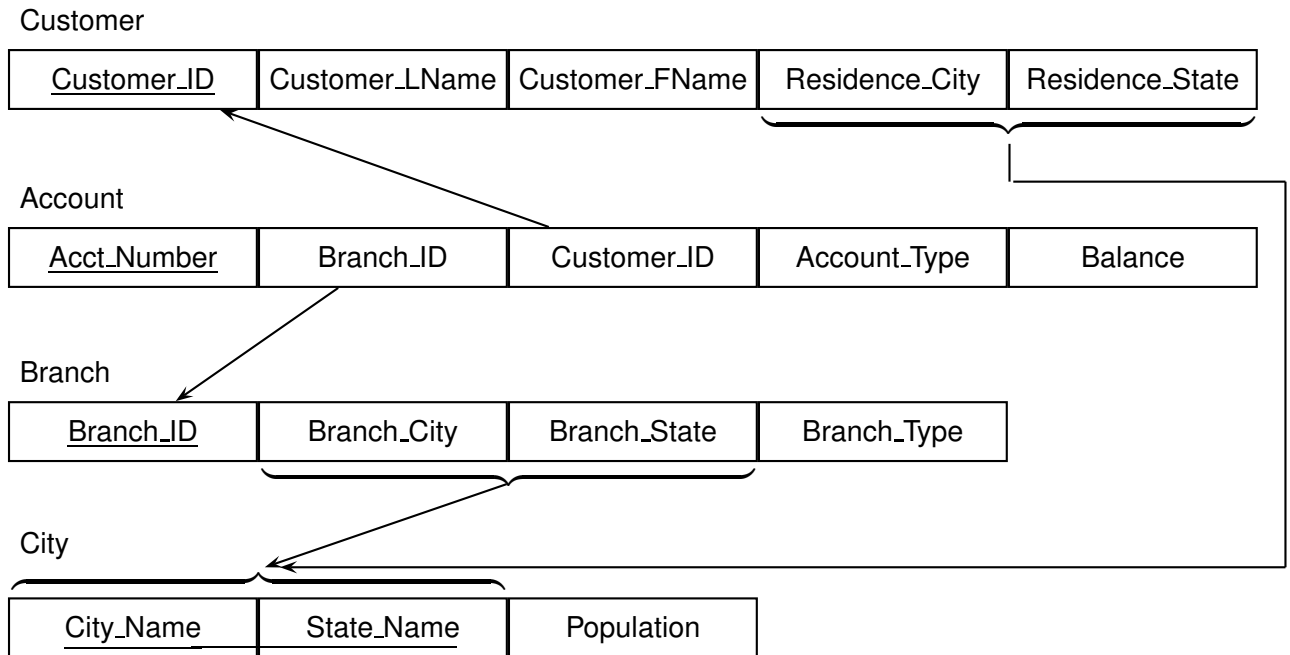 Customer
Customer_ID Customer_LName Customer_FName Residence_City Residence_State
Account
Acct_Number Branch_ID Customer_ID Account_Type Balance
Branch
Branch_ID Branch_City Branch_State Branch_Type
City
City_Name State_Name Population